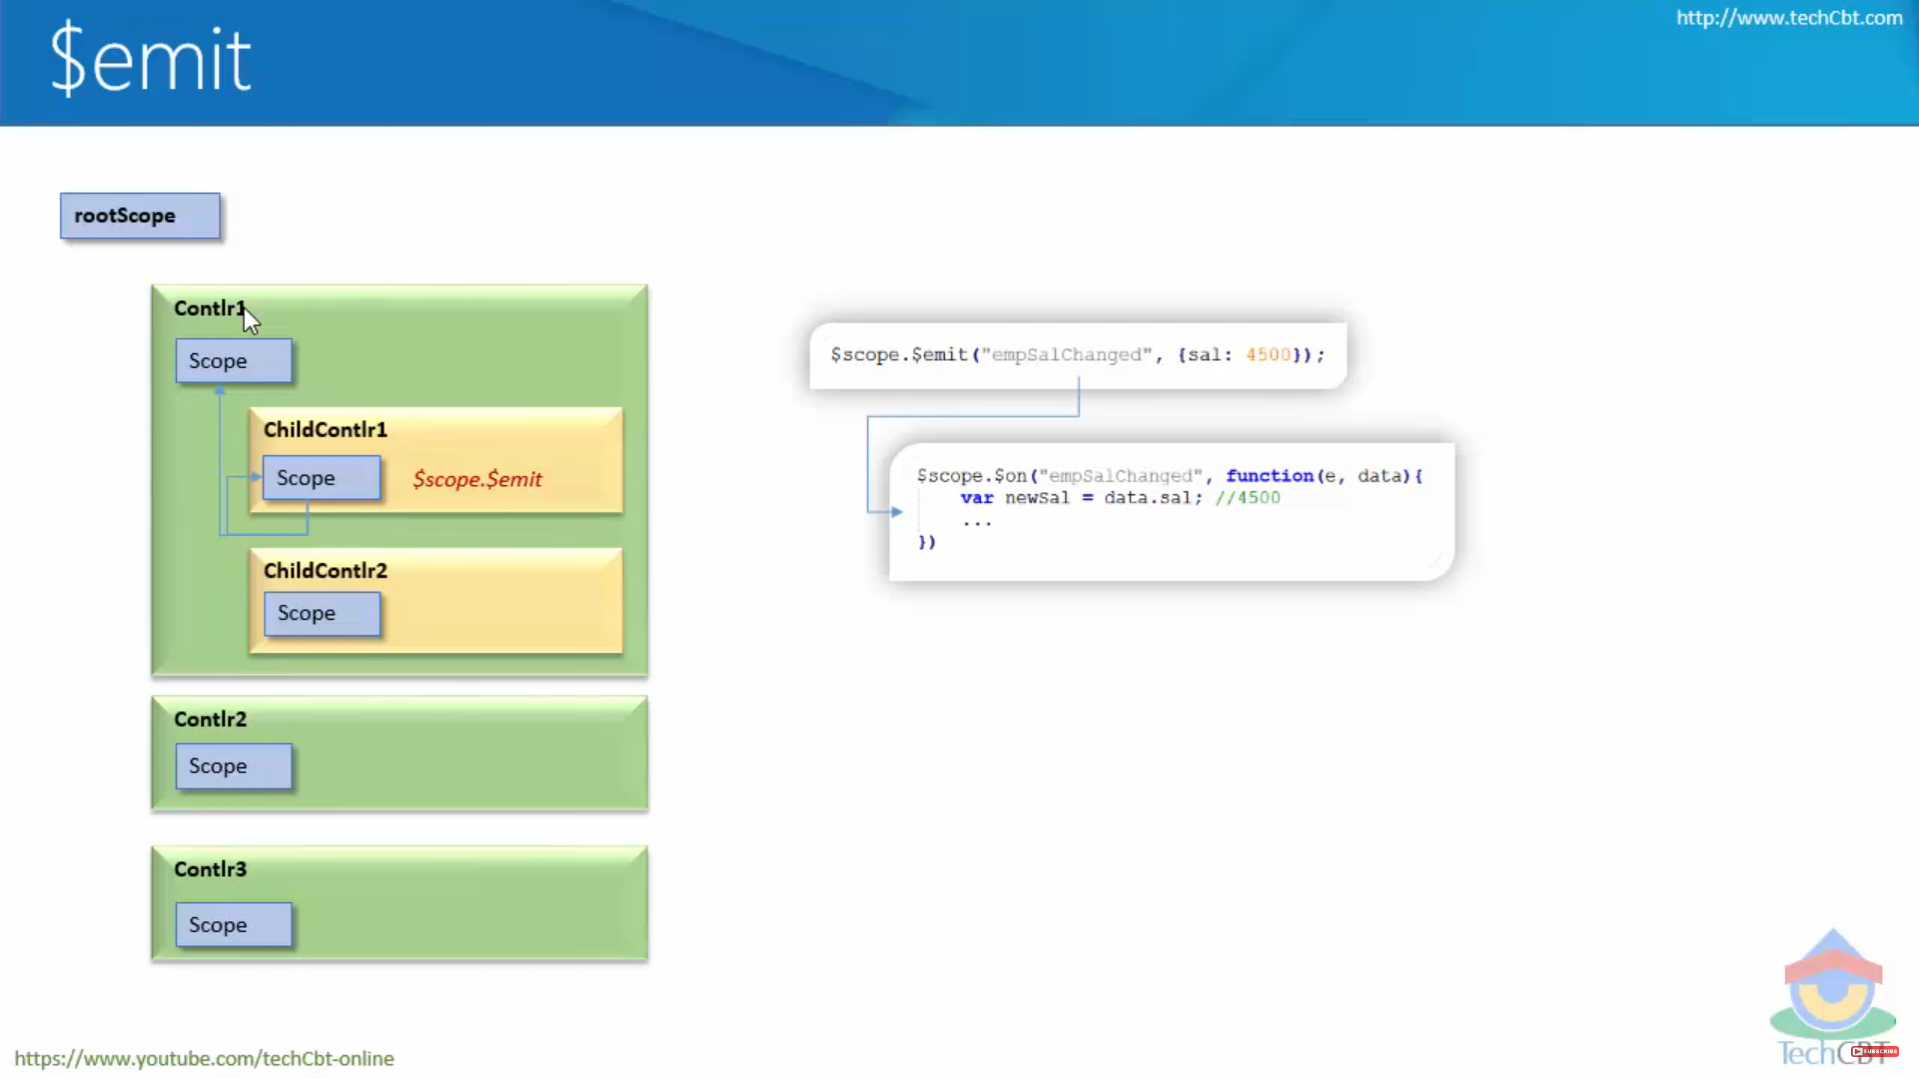 http://www.techCbt.com
$emit
rootScope
Contlr1
Scope
ChildContlr1
Scope
$scope.$emit
ChildContlr2
Scope
Contlr2
Scope
Contlr3
Scope
$scope.$emit("empSalChanged", {sal: 4500});
$scope.$on("empSalChanged", function(e, data){
var newSal = data.sal; //4500
...
})
https://www.youtube.com/techCbt-online
TechCBT
SUBSCRIBE